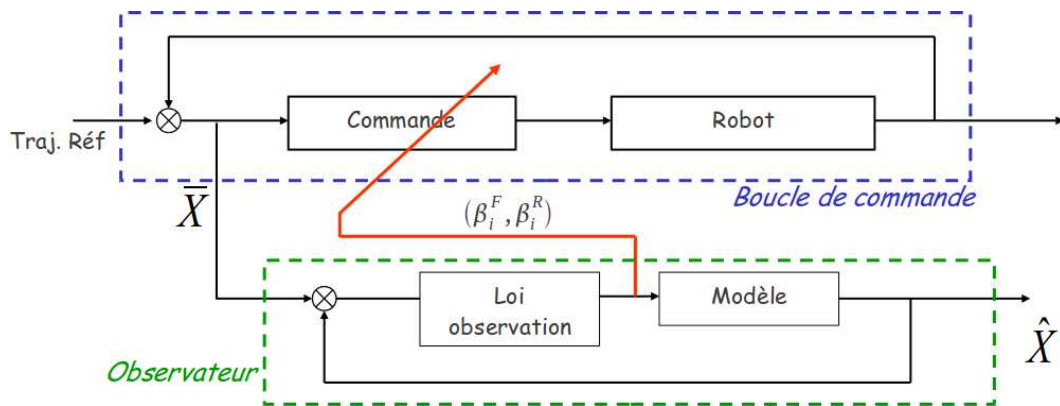 Commande
Robot
Traj. Réf
Boucle de commande
X̅
(β_i^F, β_i^R)
Loi
observation
Modèle
X̂
Observateur